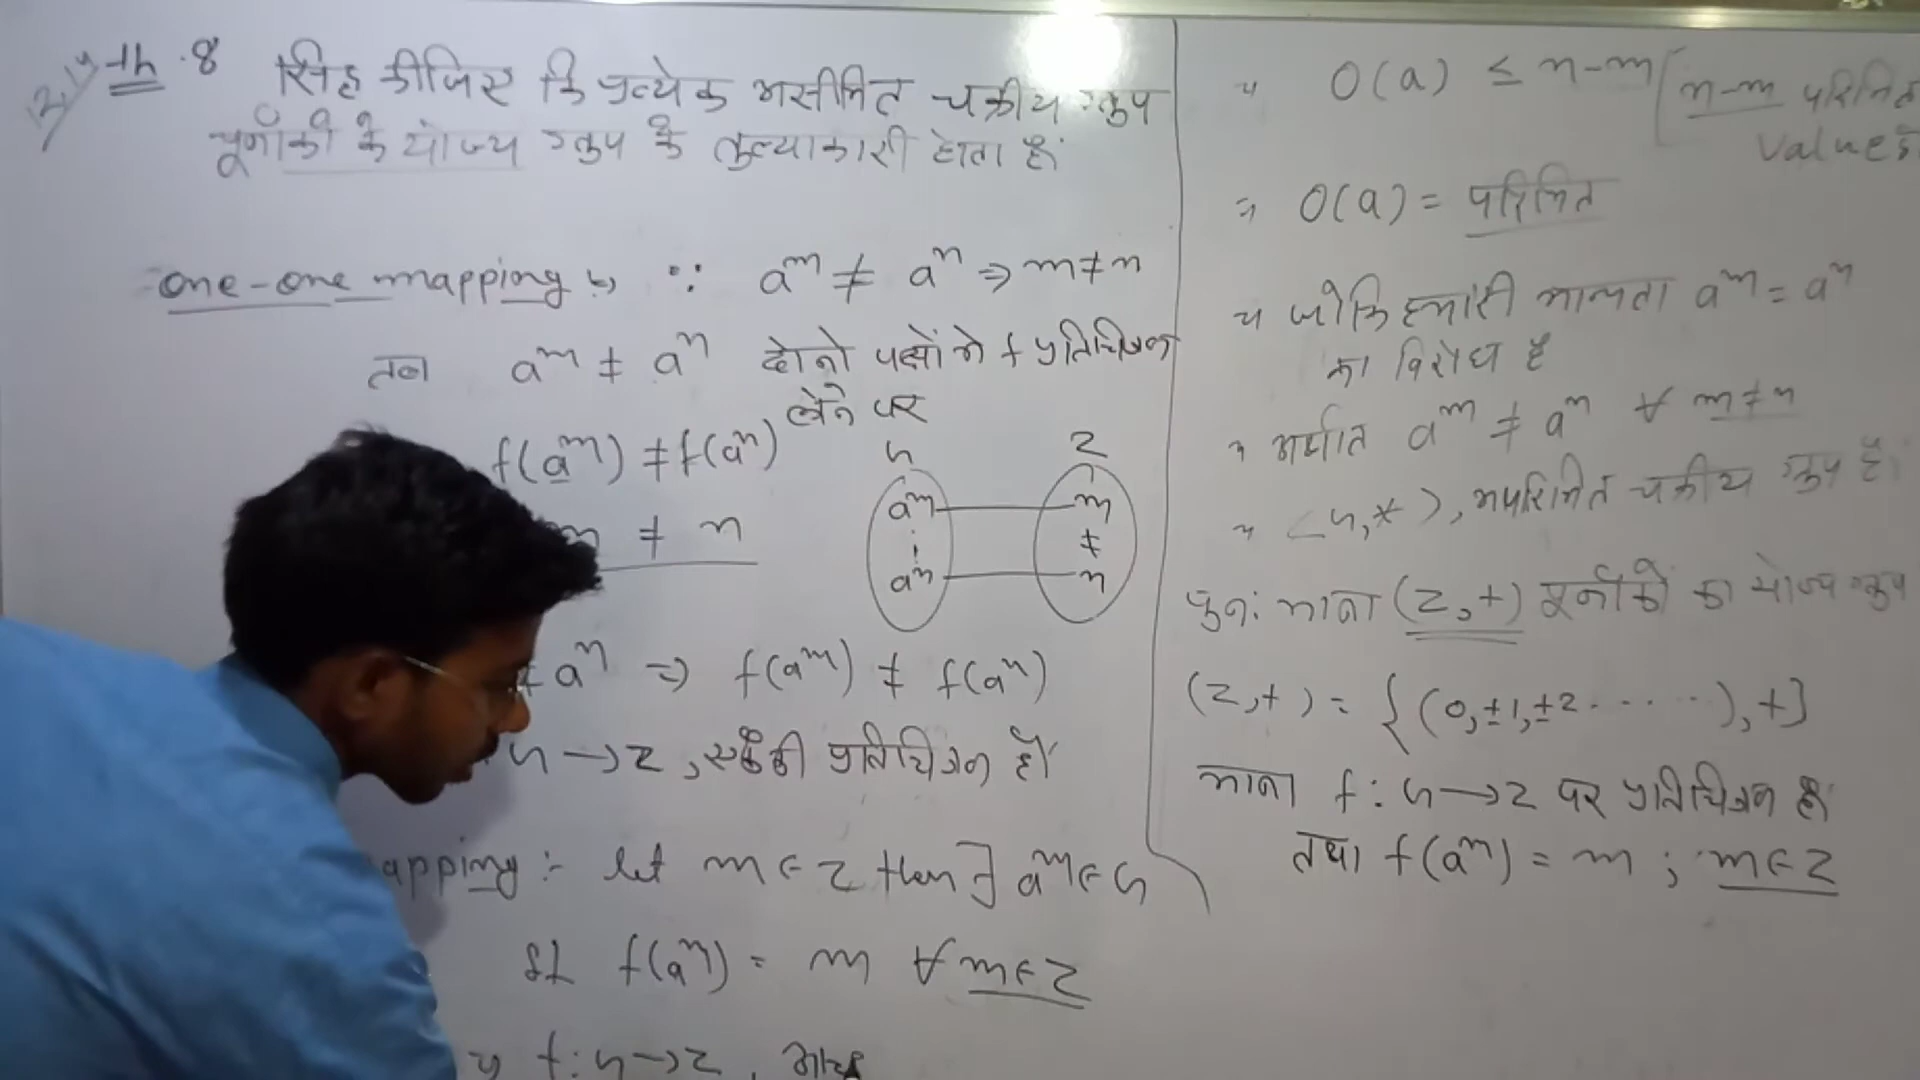 Th.8 सिद्ध कीजिए कि प्रत्येक असीमित चक्रीय ग्रुप
पूर्णांकों के योज्य ग्रुप के तुल्याकारी होता है।
one-one mapping ↳ ∵ aᵐ ≠ aⁿ ⇒ m≠n
तब aᵐ ≠ aⁿ दोनों पक्षों में f प्रतिचित्रण
लेने पर
f(aᵐ) ≠ f(aⁿ)
m ≠ n
G Z
aᵐ m
⋮ ≠
aⁿ n
≠ aⁿ ⇒ f(aᵐ) ≠ f(aⁿ)
G→Z, एकैकी प्रतिचित्रण है।
apping :- let m∈Z then ∃ aᵐ∈G
st f(aᵐ) = m ∀ m∈Z
⇒ f:G→Z,
⇒ O(a) ≤ n-m [n-m परिमित
values
⇒ O(a) = परिमित
⇒ जोकि हमारी मान्यता aᵐ = aⁿ
का विरोध है
⇒ अर्थात aᵐ ≠ aⁿ ∀ m≠n
⇒ <G,*>, अपरिमित चक्रीय ग्रुप है।
पुनः माना (Z,+) पूर्णांकों का योज्य ग्रुप
(Z,+) = {(0,±1,±2.......),+}
माना f:G→Z पर प्रतिचित्रण है।
तथा f(aᵐ) = m ; m∈Z